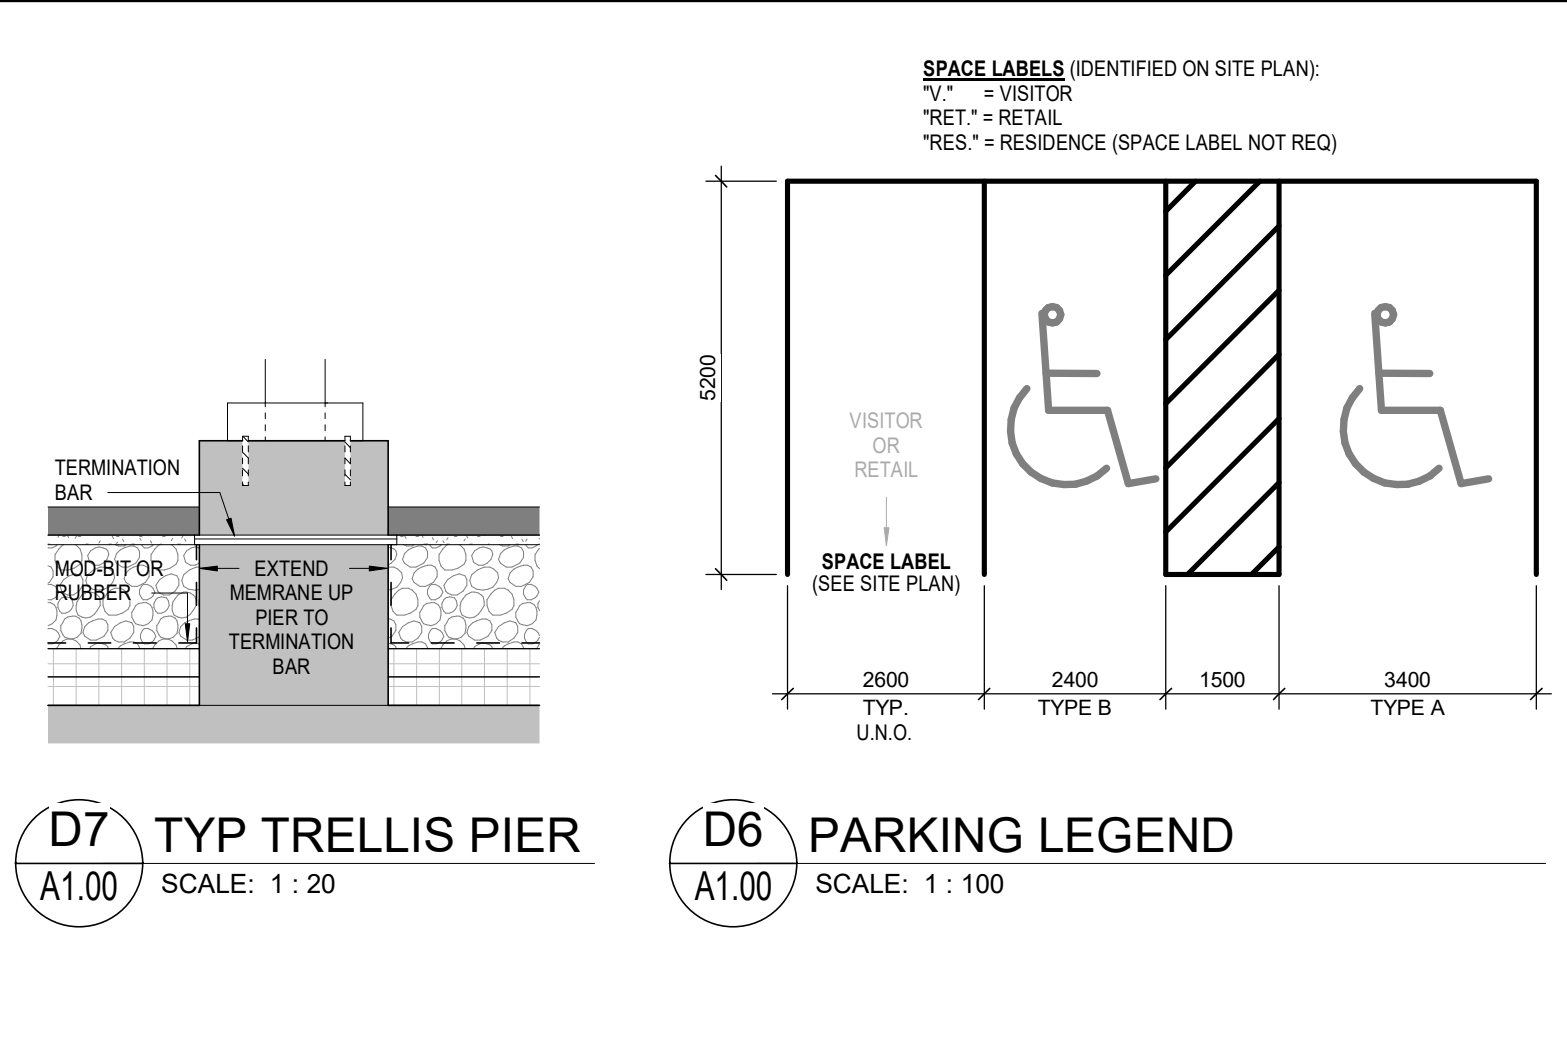 SPACE LABELS (IDENTIFIED ON SITE PLAN):
"V." = VISITOR
"RET." = RETAIL
"RES." = RESIDENCE (SPACE LABEL NOT REQ)
5200
VISITOR
OR
RETAIL
SPACE LABEL
(SEE SITE PLAN)
2600
TYP.
U.N.O.
2400
TYPE B
1500
3400
TYPE A
TERMINATION
BAR
MOD-BIT OR
RUBBER
EXTEND
MEMRANE UP
PIER TO
TERMINATION
BAR
D7
A1.00
TYP TRELLIS PIER
SCALE: 1 : 20
D6
A1.00
PARKING LEGEND
SCALE: 1 : 100